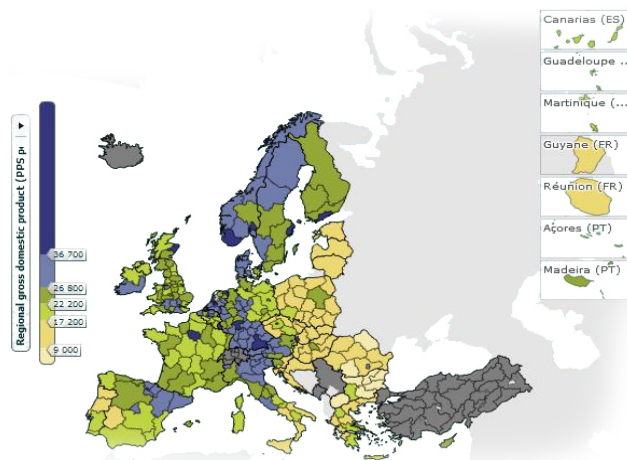 Canarias (ES)
Guadeloupe ...
Martinique (...
Guyane (FR)
Réunion (FR)
Açores (PT)
Madeira (PT)
Regional gross domestic product (PPS p
36 700
26 800
22 200
17 200
9 000